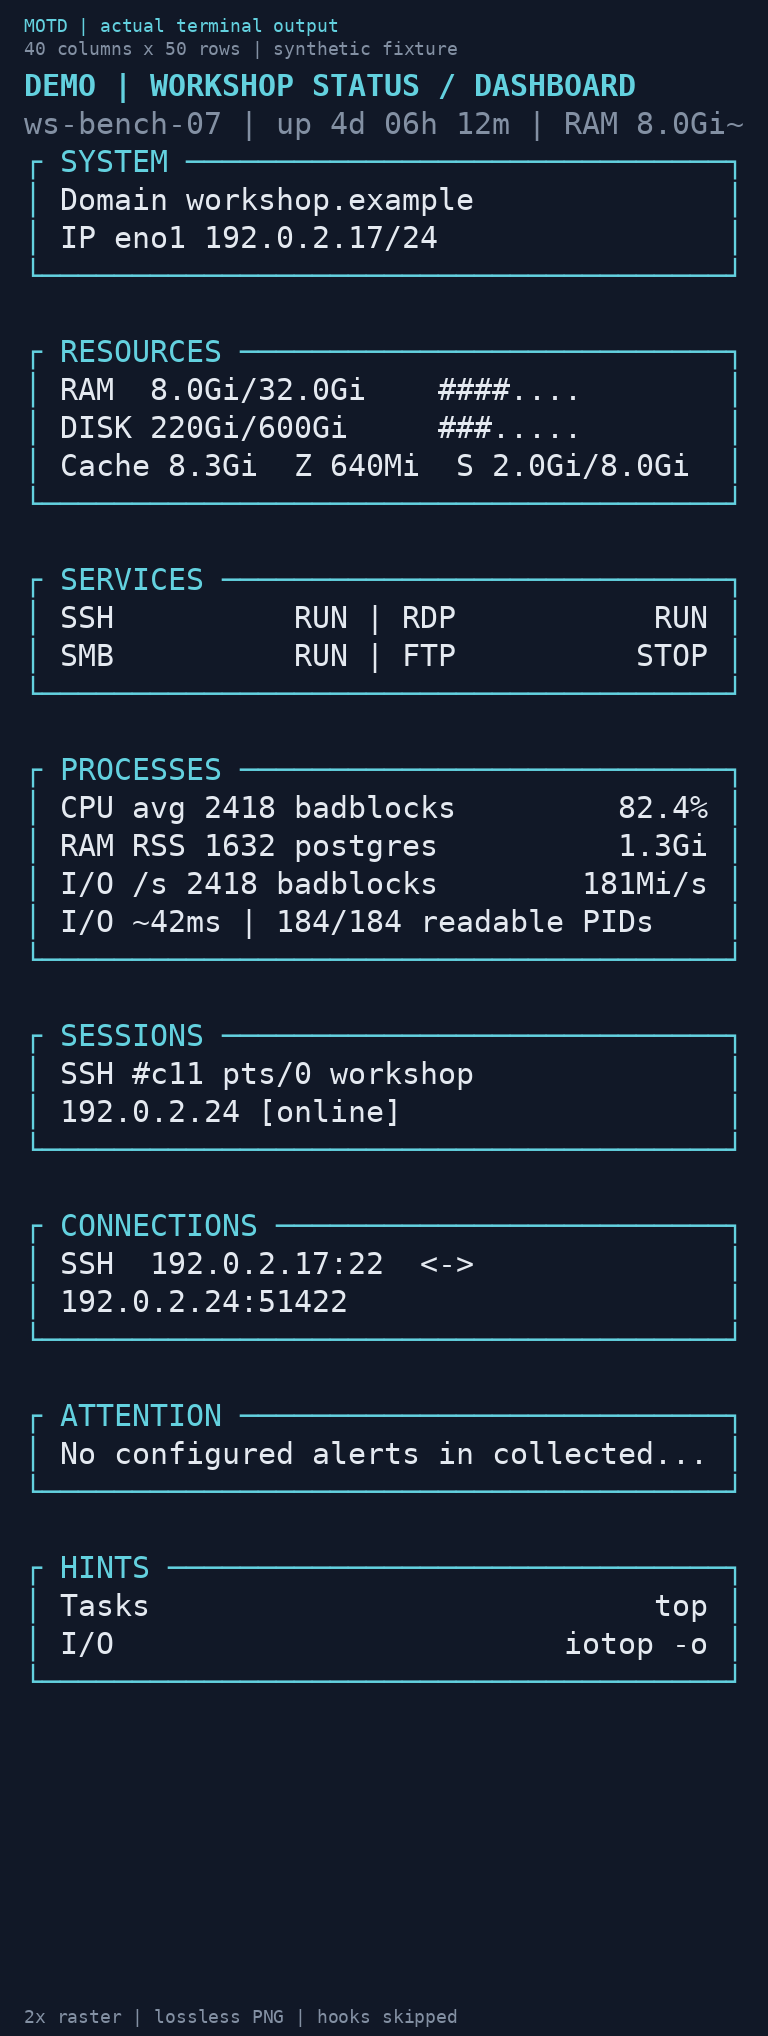 MOTD | actual terminal output
40 columns x 50 rows | synthetic fixture
DEMO | WORKSHOP STATUS / DASHBOARD
ws-bench-07 | up 4d 06h 12m | RAM 8.0Gi~
SYSTEM
Domain workshop.example
IP eno1 192.0.2.17/24
RESOURCES
RAM  8.0Gi/32.0Gi    ####....
DISK 220Gi/600Gi     ###.....
Cache 8.3Gi  Z 640Mi  S 2.0Gi/8.0Gi
SERVICES
SSH          RUN | RDP           RUN
SMB          RUN | FTP          STOP
PROCESSES
CPU avg 2418 badblocks         82.4%
RAM RSS 1632 postgres          1.3Gi
I/O /s 2418 badblocks        181Mi/s
I/O ~42ms | 184/184 readable PIDs
SESSIONS
SSH #c11 pts/0 workshop
192.0.2.24 [online]
CONNECTIONS
SSH  192.0.2.17:22  <->
192.0.2.24:51422
ATTENTION
No configured alerts in collected...
HINTS
Tasks                            top
I/O                         iotop -o
2x raster | lossless PNG | hooks skipped